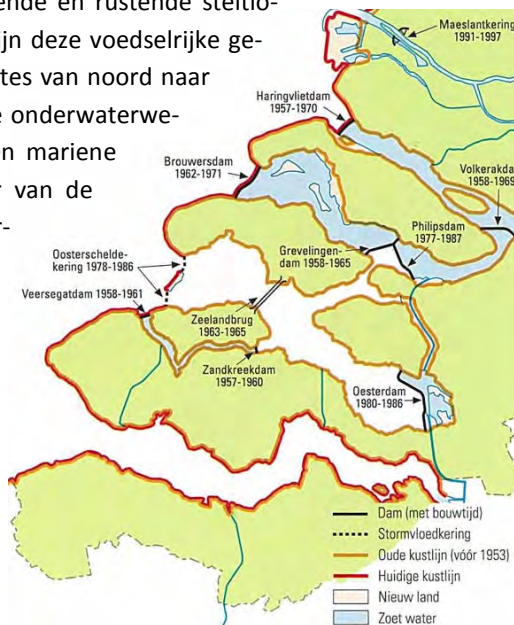 ende en rustende steltlo-
ijn deze voedselrijke ge-
tes van noord naar
e onderwaterwe-
en mariene
van de
Maeslantkering
1991-1997
Haringvlietdam
1957-1970
Brouwersdam
1962-1971
Volkerakda
1958-1969
Philipsdam
1977-1987
Grevelingen-
dam 1958-1965
Oosterschelde-
kering 1978-1986
Veersegatdam 1958-1961
Zeelandbrug
1963-1965
Zandkreekdam
1957-1960
Oesterdam
1980-1986
Dam (met bouwtijd)
Stormvloedkering
Oude kustlijn (vóór 1953)
Huidige kustlijn
Nieuw land
Zoet water